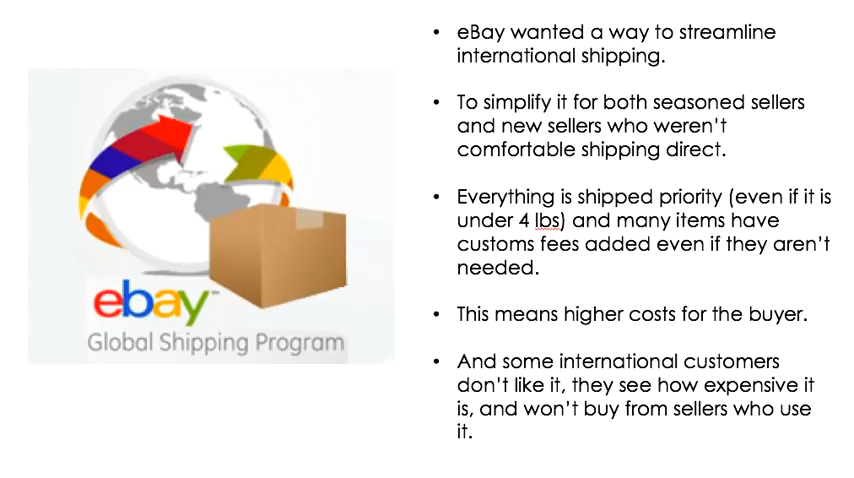 ebay™
Global Shipping Program
• eBay wanted a way to streamline
international shipping.
• To simplify it for both seasoned sellers
and new sellers who weren't
comfortable shipping direct.
• Everything is shipped priority (even if it is
under 4 lbs) and many items have
customs fees added even if they aren't
needed.
• This means higher costs for the buyer.
• And some international customers
don't like it, they see how expensive it
is, and won't buy from sellers who use
it.